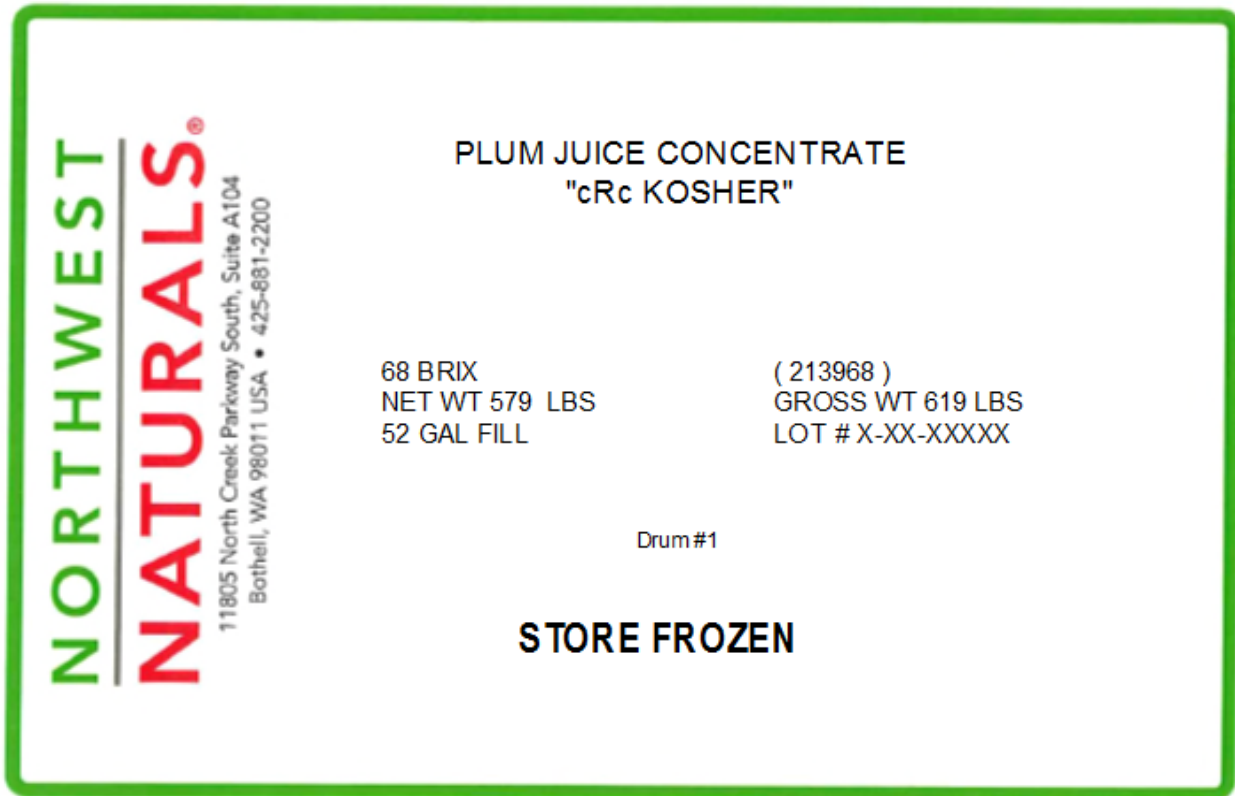 NORTHWEST
NATURALS®
11805 North Creek Parkway South, Suite A104
Bothell, WA 98011 USA • 425-881-2200
PLUM JUICE CONCENTRATE
"cRc KOSHER"
68 BRIX
NET WT 579 LBS
52 GAL FILL
( 213968 )
GROSS WT 619 LBS
LOT # X-XX-XXXXX
Drum #1
STORE FROZEN